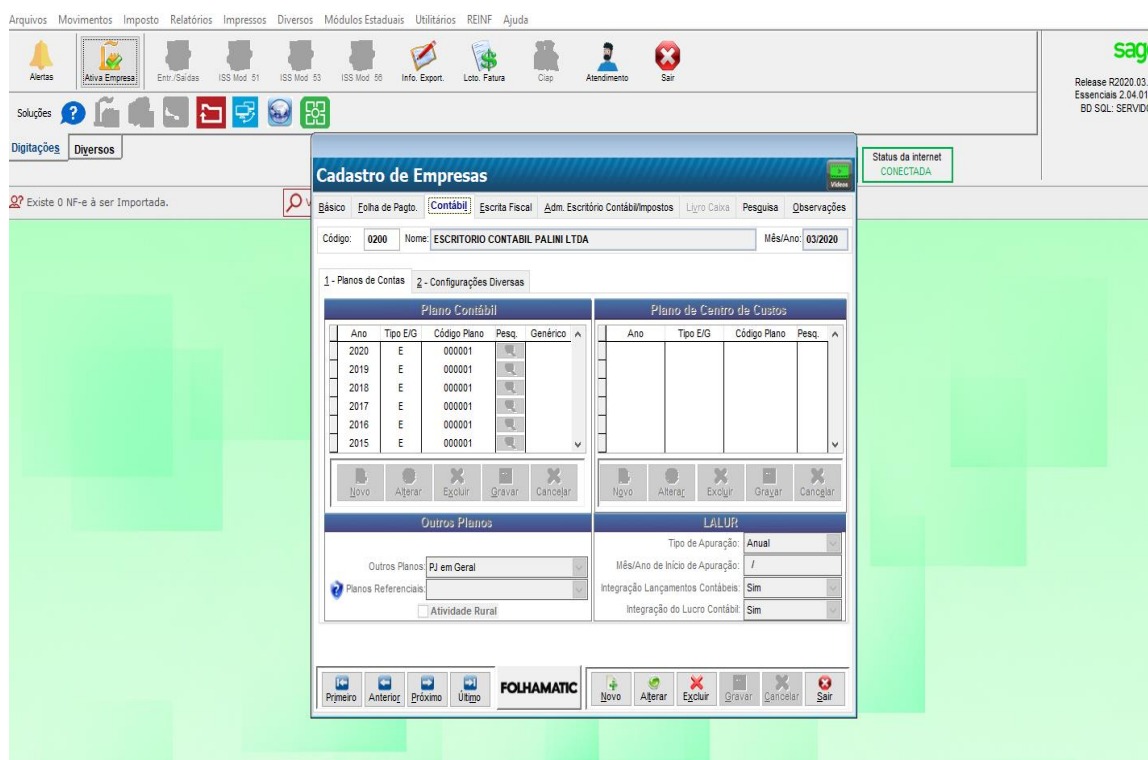 Arquivos Movimentos Imposto Relatórios Impressos Diversos Módulos Estaduais Utilitários REINF Ajuda
Alertas Ativa Empresa Entr./Saídas ISS Mod 51 ISS Mod 53 ISS Mod 56 Info. Export. Lcto. Fatura Ciap Atendimento Sair
sag
Release R2020.03.
Essenciais 2.04.01
BD SQL: SERVID
Soluções
Digitações Diversos
Status da internet
CONECTADA
Existe 0 NF-e à ser Importada.
V
Cadastro de Empresas
Vídeos
Básico Folha de Pagto. Contábil Escrita Fiscal Adm. Escritório Contábil/Impostos Livro Caixa Pesquisa Observações
Código: 0200 Nome: ESCRITORIO CONTABIL PALINI LTDA Mês/Ano: 03/2020
1 - Planos de Contas 2 - Configurações Diversas
Plano Contábil
Ano Tipo E/G Código Plano Pesq. Genérico
2020 E 000001
2019 E 000001
2018 E 000001
2017 E 000001
2016 E 000001
2015 E 000001
Novo Alterar Excluir Gravar Cancelar
Plano de Centro de Custos
Ano Tipo E/G Código Plano Pesq.
Novo Alterar Excluir Gravar Cancelar
Outros Planos
Outros Planos: PJ em Geral
Planos Referenciais:
Atividade Rural
LALUR
Tipo de Apuração: Anual
Mês/Ano de Início de Apuração: /
Integração Lançamentos Contábeis: Sim
Integração do Lucro Contábil: Sim
Primeiro Anterior Próximo Último FOLHAMATIC Novo Alterar Excluir Gravar Cancelar Sair